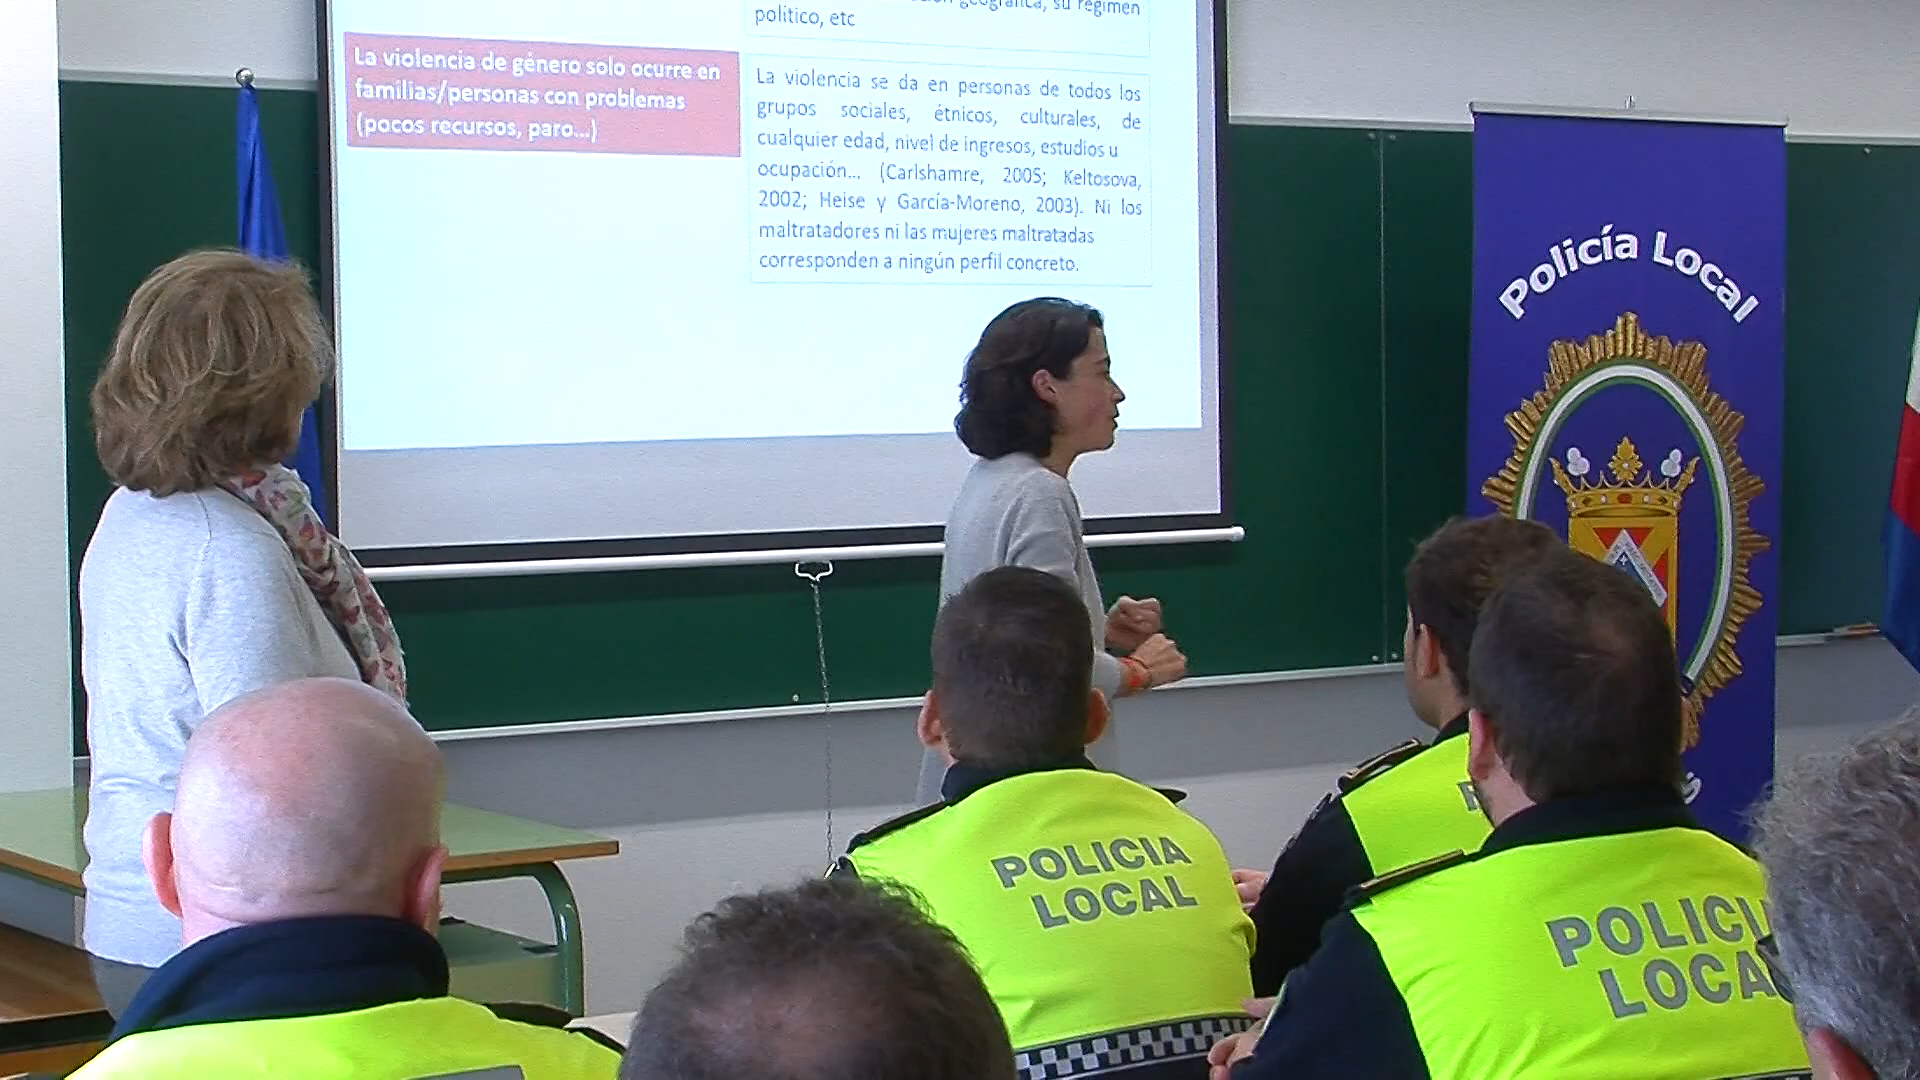 geográfica, su régimen
político, etc
La violencia de género solo ocurre en
familias/personas con problemas
(pocos recursos, paro...)
La violencia se da en personas de todos los
grupos sociales, étnicos, culturales, de
cualquier edad, nivel de ingresos, estudios u
ocupación... (Carlshamre, 2005; Keltosova,
2002; Heise y García-Moreno, 2003). Ni los
maltratadores ni las mujeres maltratadas
corresponden a ningún perfil concreto.
Policía Local
POLICIA
LOCAL
POLICI
LOCA